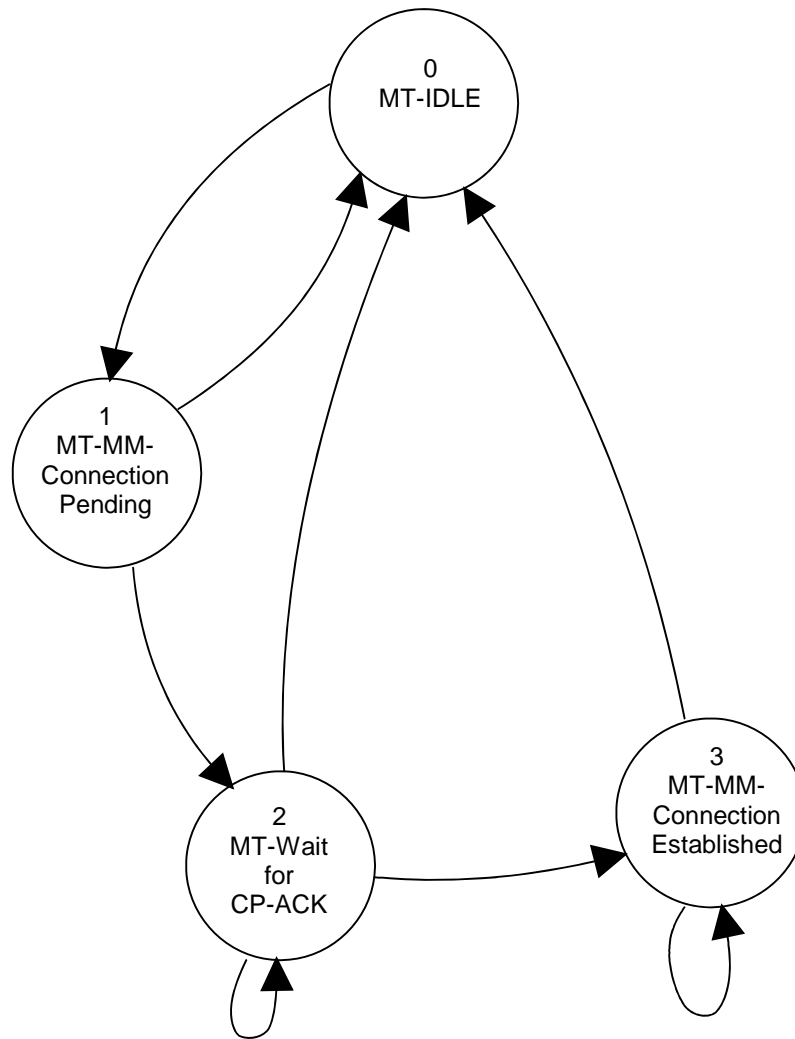 0
MT-IDLE
1
MT-MM-
Connection
Pending
2
MT-Wait
for
CP-ACK
3
MT-MM-
Connection
Established